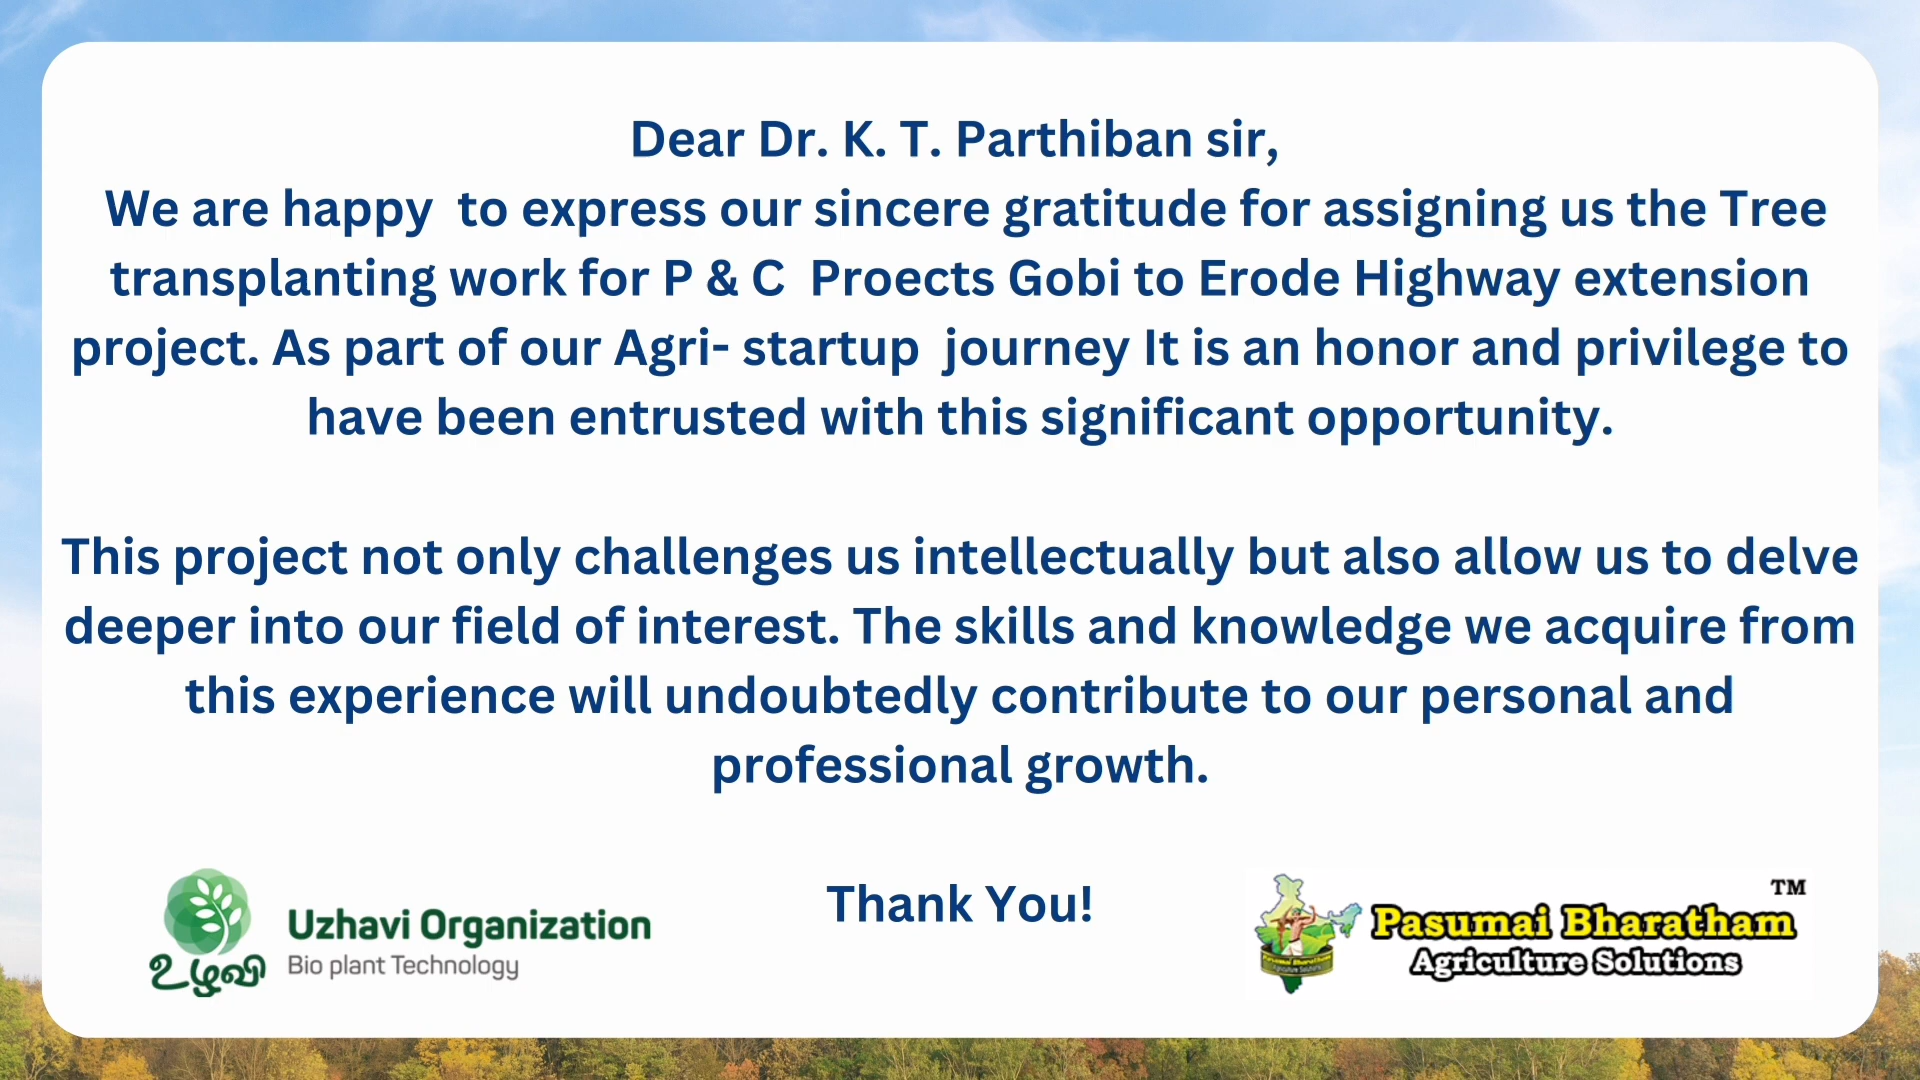 Dear Dr. K. T. Parthiban sir,
We are happy  to express our sincere gratitude for assigning us the Tree
transplanting work for P & C  Proects Gobi to Erode Highway extension
project. As part of our Agri- startup  journey It is an honor and privilege to
have been entrusted with this significant opportunity.
This project not only challenges us intellectually but also allow us to delve
deeper into our field of interest. The skills and knowledge we acquire from
this experience will undoubtedly contribute to our personal and
professional growth.
Thank You!
Uzhavi Organization
Bio plant Technology
உழவி
TM
Pasumai Bharatham
Agriculture Solutions
Pasumai Bharatham
Agriculture Solutions